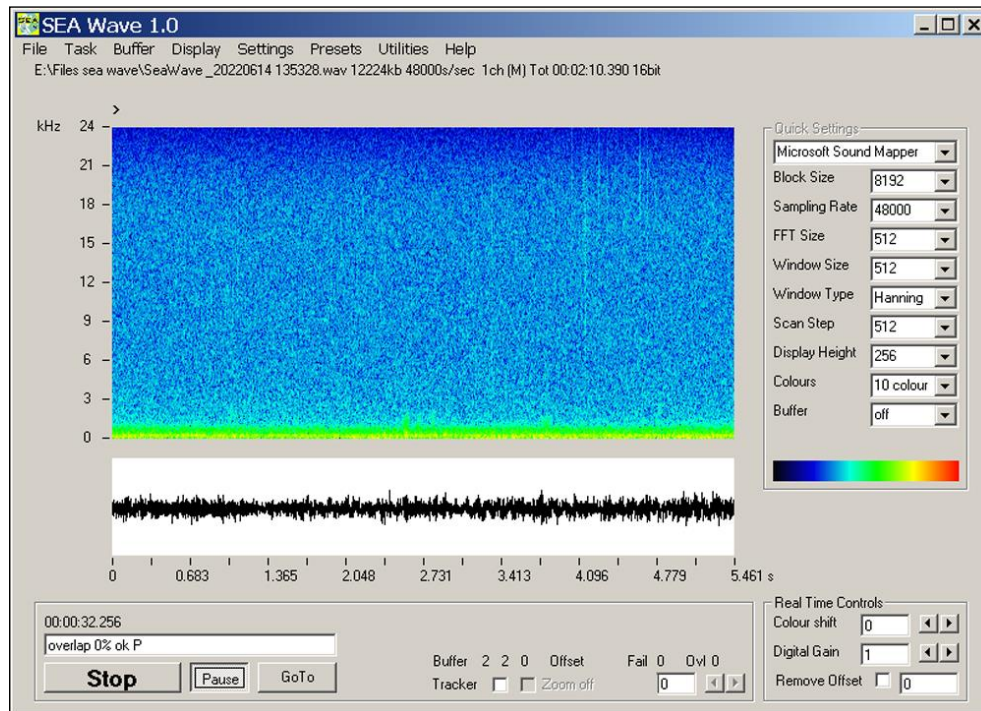 SEA Wave 1.0
File Task Buffer Display Settings Presets Utilities Help
E:\Files sea wave\SeaWave _20220614 135328.wav 12224kb 48000s/sec 1ch (M) Tot 00:02:10.390 16bit
>
kHz
24
21
18
15
12
9
6
3
0
0 0.683 1.365 2.048 2.731 3.413 4.096 4.779 5.461 s
Quick Settings
Microsoft Sound Mapper
Block Size 8192
Sampling Rate 48000
FFT Size 512
Window Size 512
Window Type Hanning
Scan Step 512
Display Height 256
Colours 10 colour
Buffer off
00:00:32.256
overlap 0% ok P
Stop Pause GoTo
Buffer 2 2 0 Offset Fail 0 Ovl 0
Tracker Zoom off 0
Real Time Controls
Colour shift 0
Digital Gain 1
Remove Offset 0